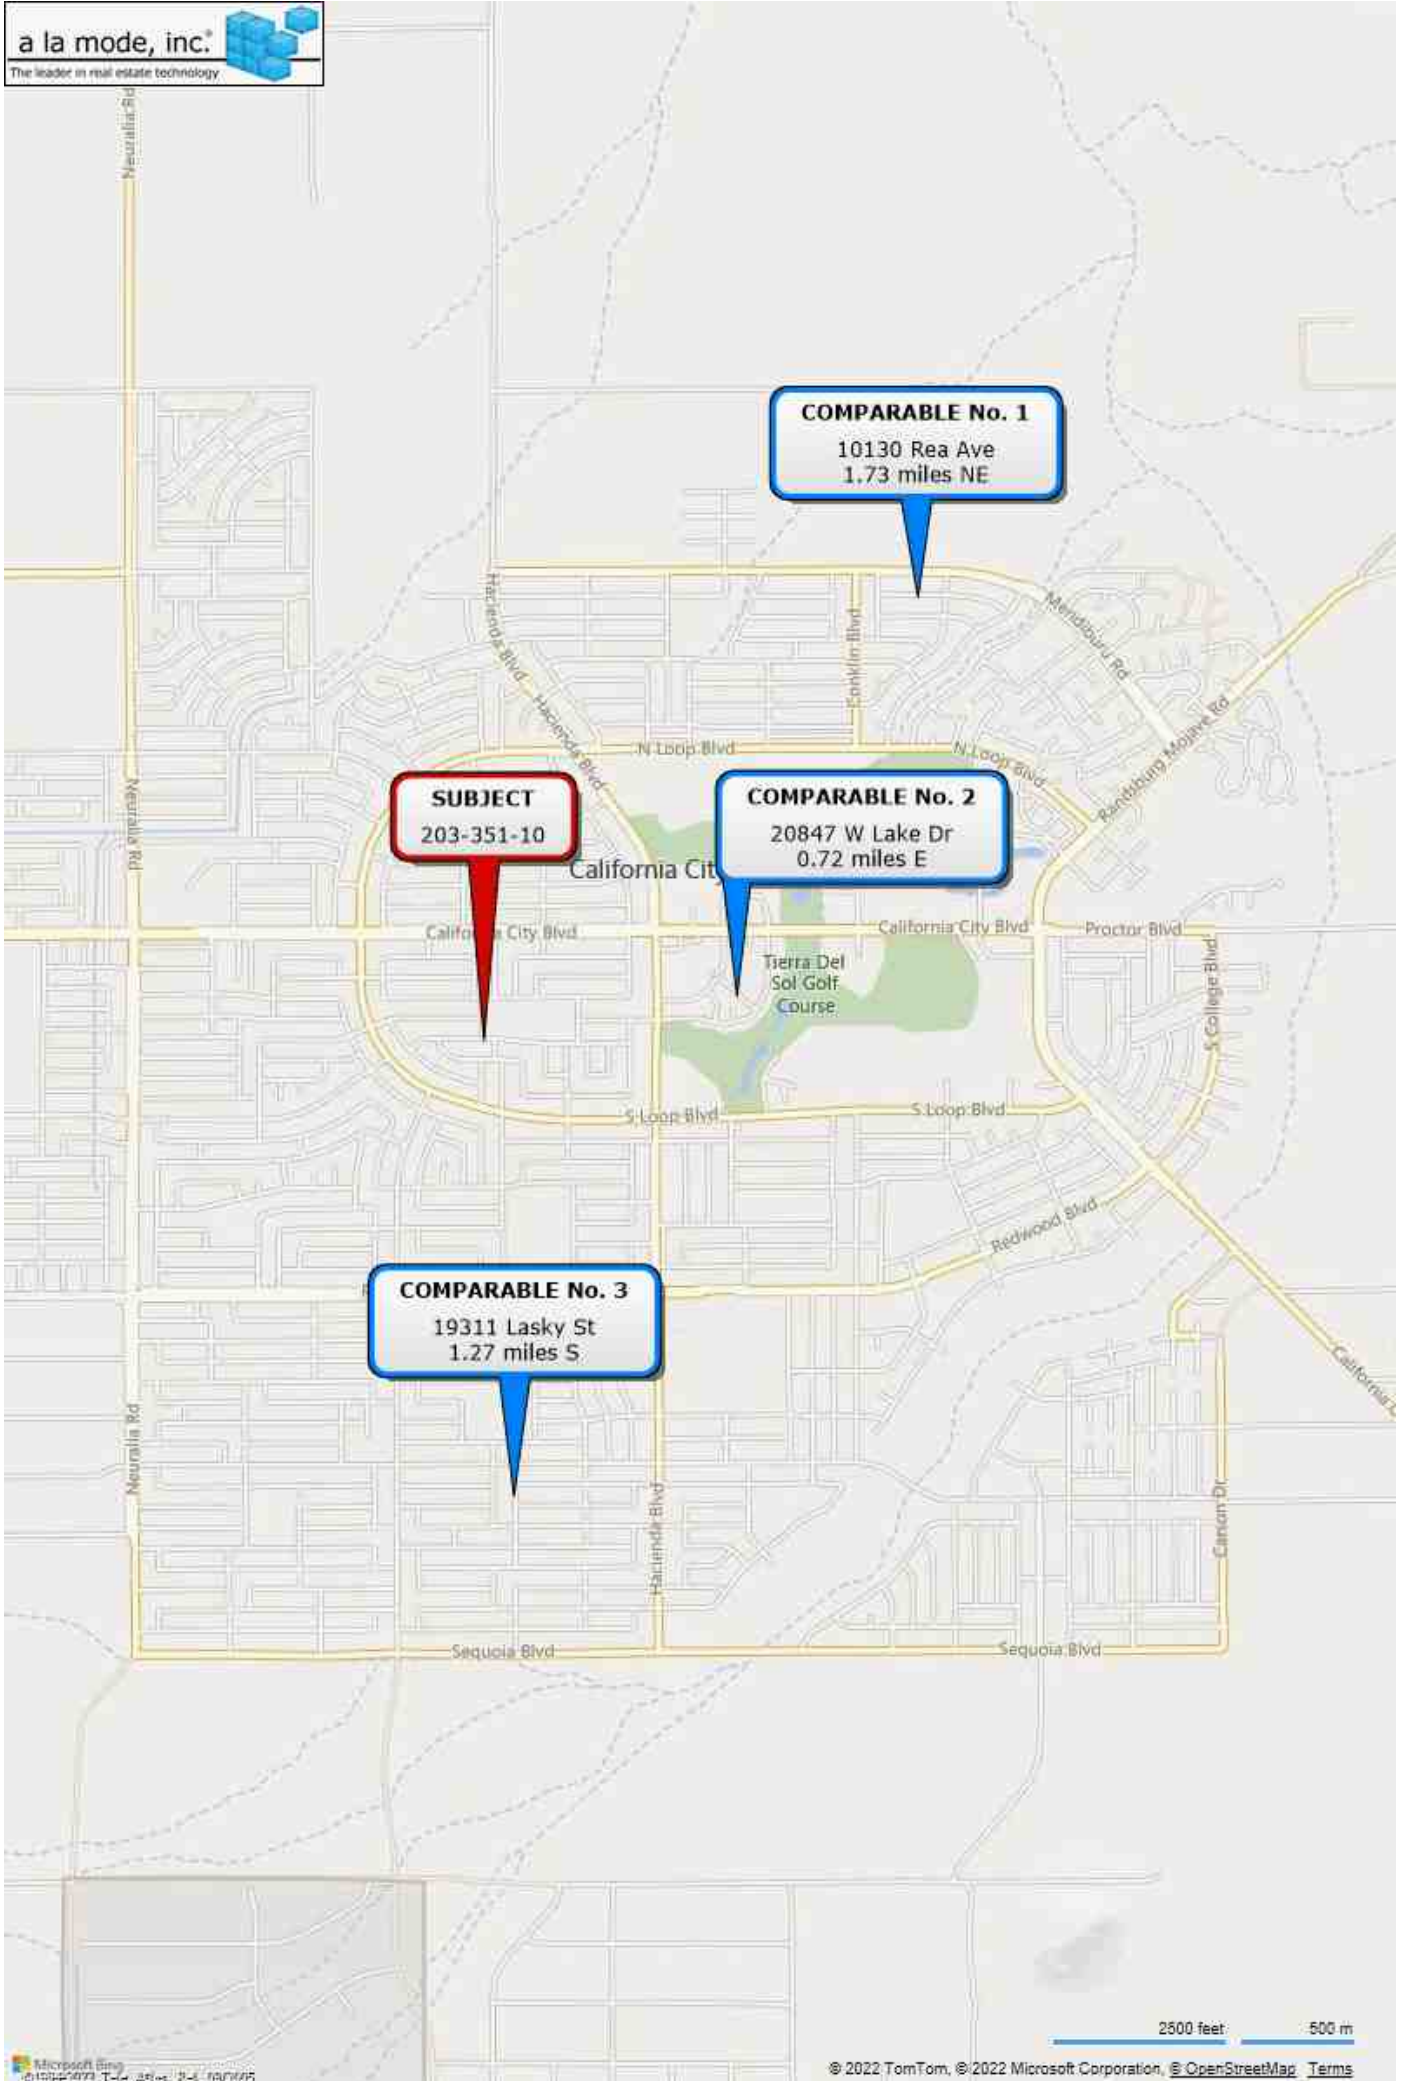 a la mode, inc.®
The leader in real estate technology
Neuralia Rd
COMPARABLE No. 1
10130 Rea Ave
1.73 miles NE
Hacienda Blvd
Conklin Blvd
Mendiburu Rd
Hacienda Blvd
N Loop Blvd
N Loop Blvd
Randsburg Mojave Rd
Neuralia Rd
SUBJECT
203-351-10
COMPARABLE No. 2
20847 W Lake Dr
0.72 miles E
California Cit
California City Blvd
California City Blvd
Proctor Blvd
Tierra Del
Sol Golf
Course
S College Blvd
S Loop Blvd
S Loop Blvd
Redwood Blvd
COMPARABLE No. 3
19311 Lasky St
1.27 miles S
California C
Neuralia Rd
Hacienda Blvd
Carson Dr
Sequoia Blvd
Sequoia Blvd
2500 feet
500 m
Microsoft Bing
© 2022 TomTom, © 2022 Microsoft Corporation, © OpenStreetMap Terms